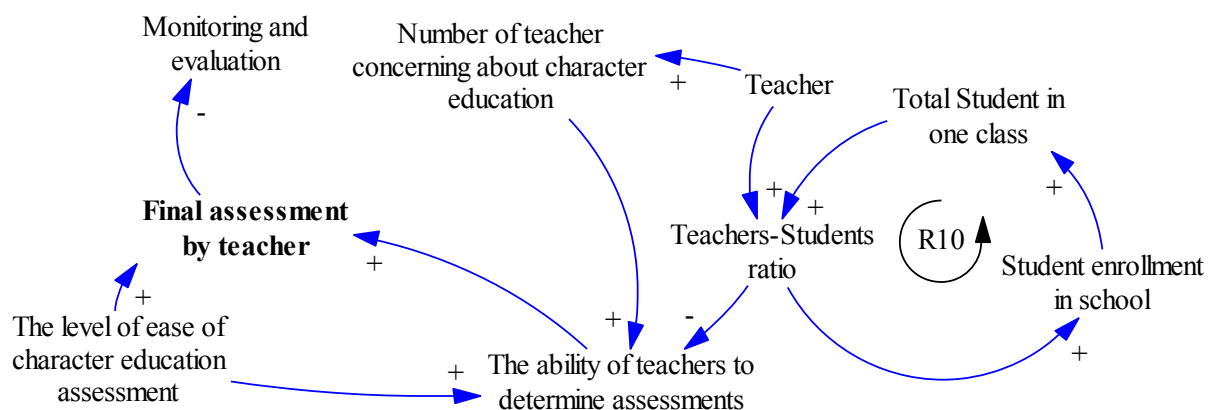 Monitoring and
evaluation
-
Number of teacher
concerning about character
education
+
Teacher
Total Student in
one class
+
+
+
Final assessment
by teacher
+
+
Teachers-Students
ratio
R10
Student enrollment
in school
+
-
+
The level of ease of
character education
assessment
+
The ability of teachers to
determine assessments